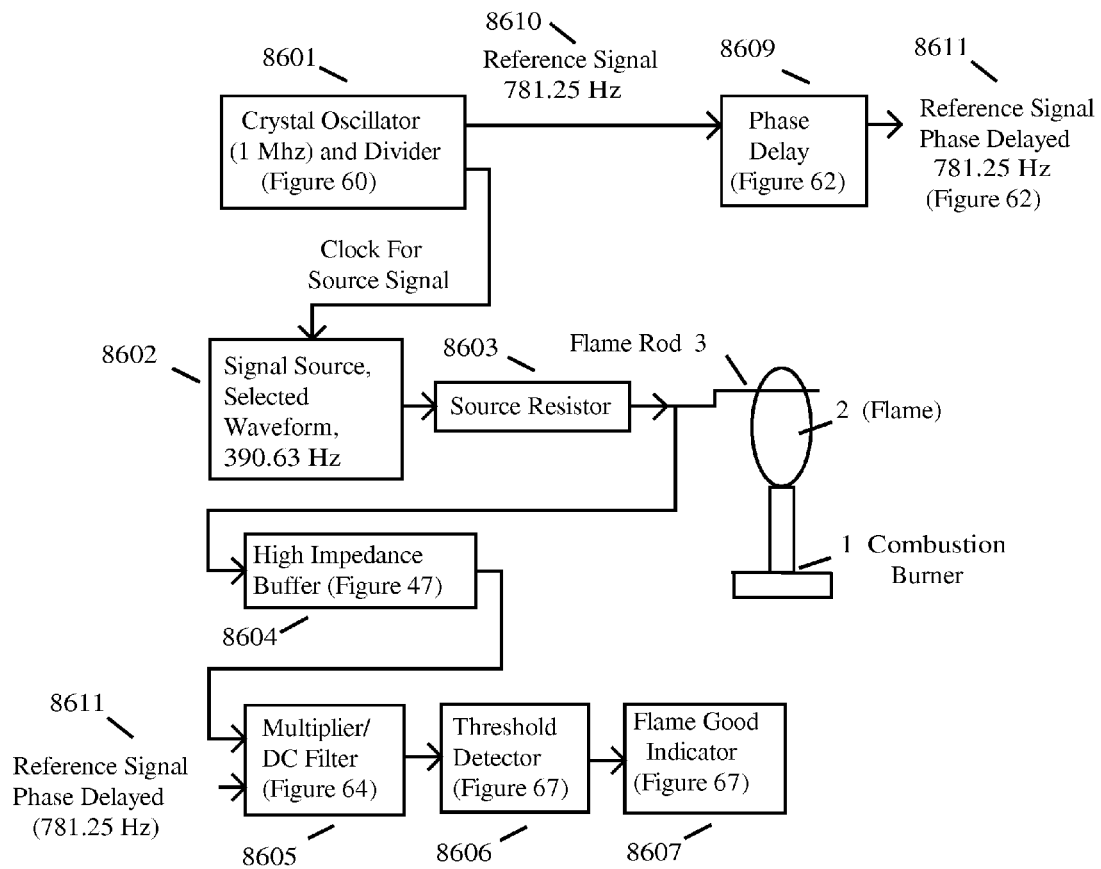 8610
8601
Reference Signal
781.25 Hz
8609
8611
Crystal Oscillator
(1 Mhz) and Divider
(Figure 60)
Phase
Delay
(Figure 62)
Reference Signal
Phase Delayed
781.25 Hz
(Figure 62)
Clock For
Source Signal
8602
Signal Source,
Selected
Waveform,
390.63 Hz
8603
Source Resistor
Flame Rod 3
2 (Flame)
1 Combustion
Burner
High Impedance
Buffer (Figure 47)
8604
8611
Reference Signal
Phase Delayed
(781.25 Hz)
Multiplier/
DC Filter
(Figure 64)
Threshold
Detector
(Figure 67)
Flame Good
Indicator
(Figure 67)
8605
8606
8607